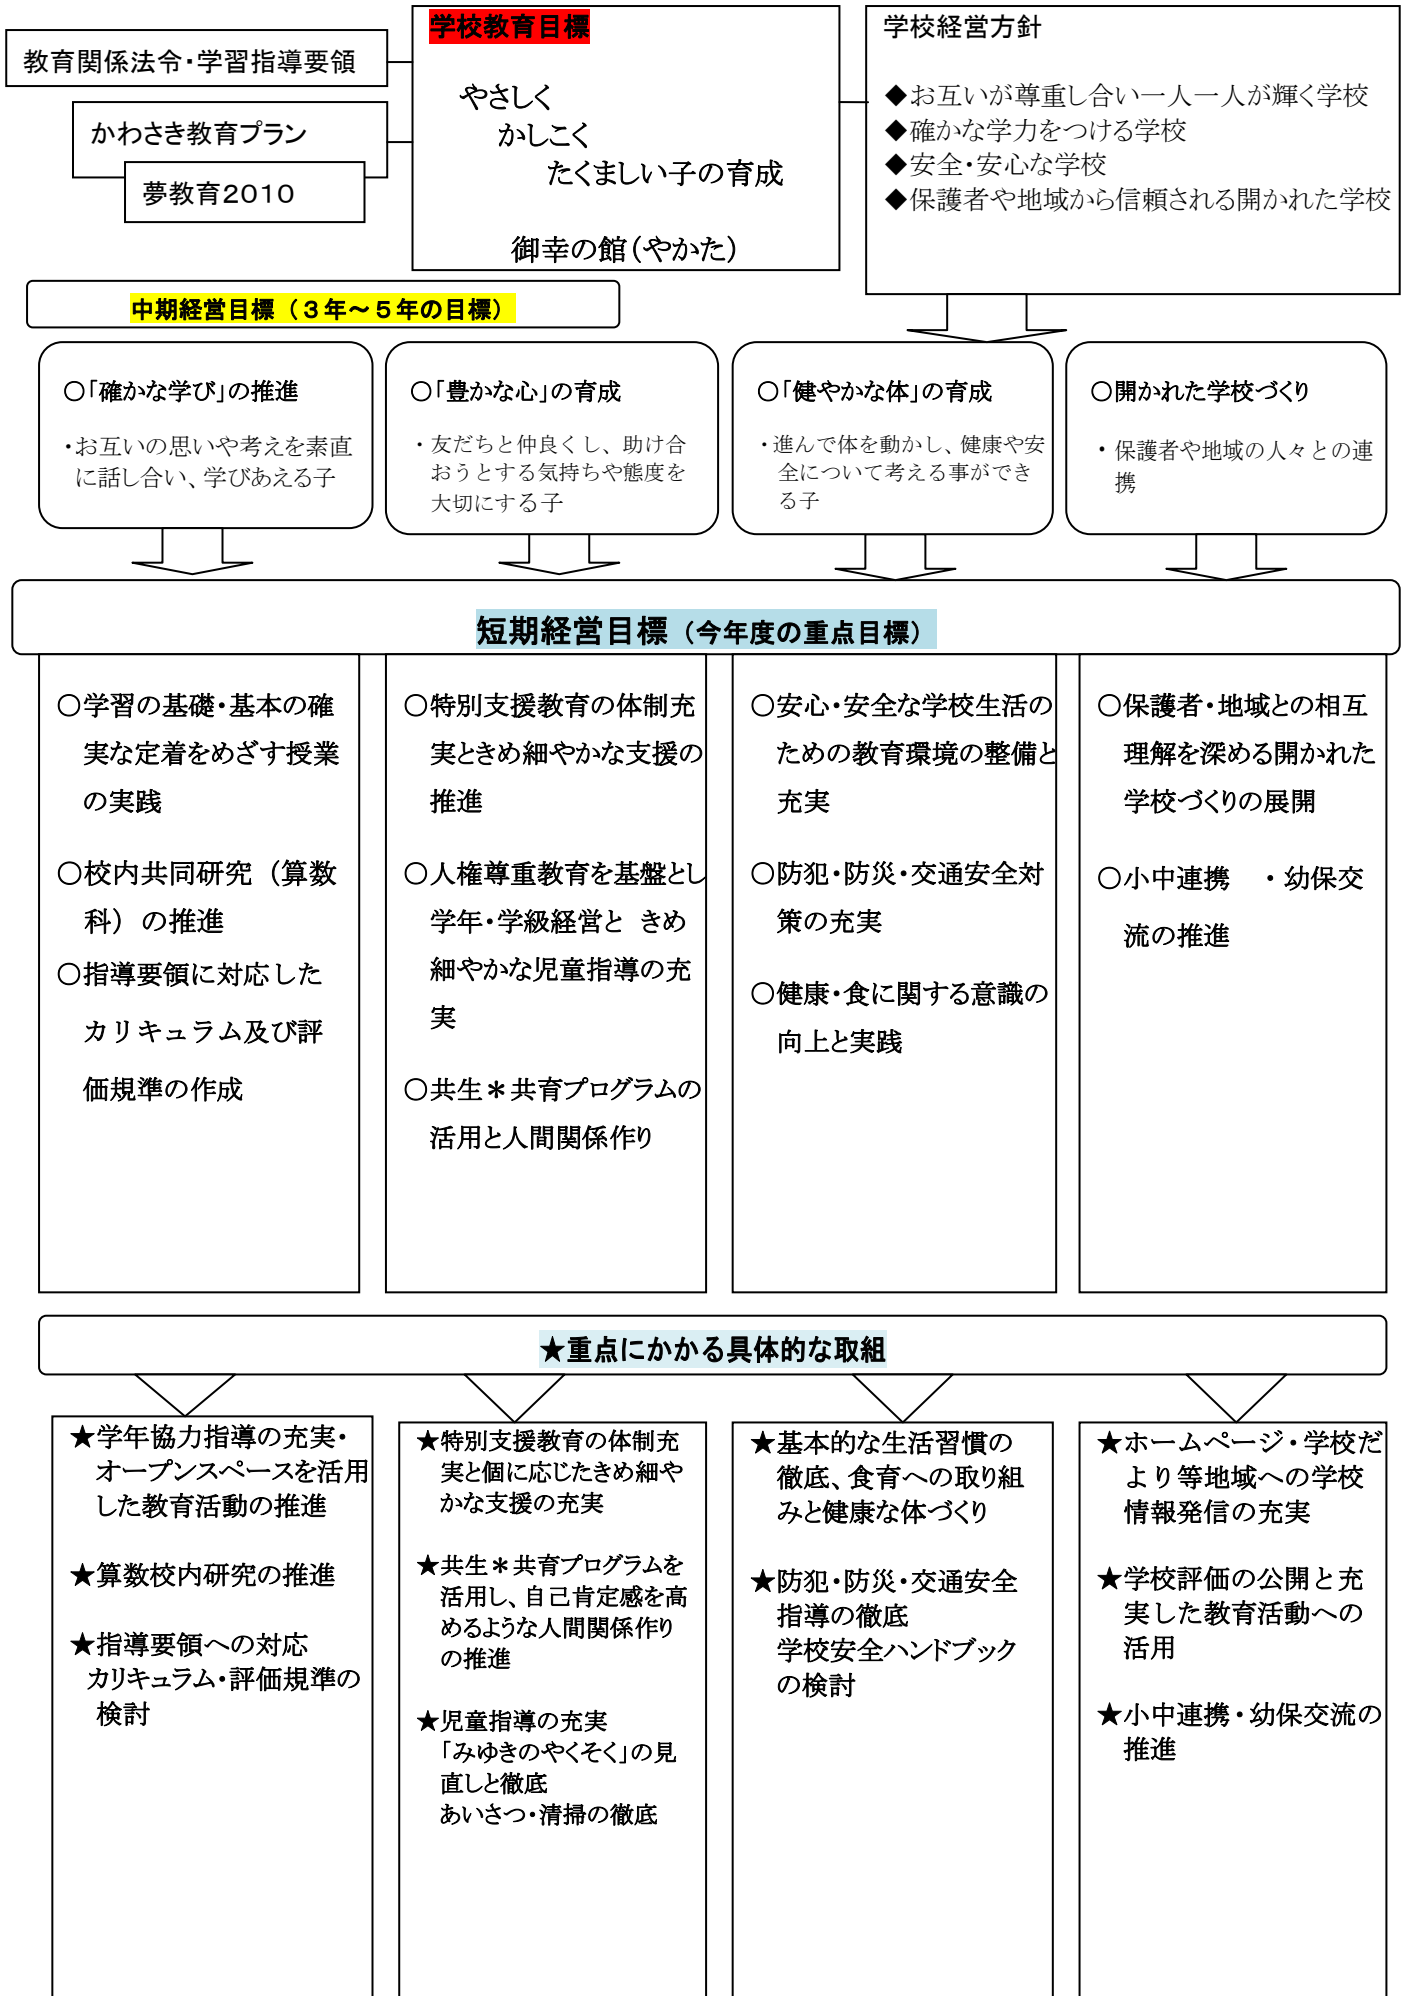 教育関係法令・学習指導要領
かわさき教育プラン
夢教育2010
学校教育目標
やさしく
かしこく
たくましい子の育成
御幸の館(やかた)
学校経営方針
◆お互いが尊重し合い一人一人が輝く学校
◆確かな学力をつける学校
◆安全・安心な学校
◆保護者や地域から信頼される開かれた学校
中期経営目標（３年～５年の目標）
○「確かな学び」の推進
・お互いの思いや考えを素直
に話し合い、学びあえる子
○「豊かな心」の育成
・友だちと仲良くし、助け合
おうとする気持ちや態度を
大切にする子
○「健やかな体」の育成
・進んで体を動かし、健康や安
全について考える事ができ
る子
○開かれた学校づくり
・保護者や地域の人々との連
携
短期経営目標（今年度の重点目標）
○学習の基礎・基本の確
実な定着をめざす授業
の実践
○校内共同研究（算数
科）の推進
○指導要領に対応した
カリキュラム及び評
価規準の作成
○特別支援教育の体制充
実ときめ細やかな支援の
推進
○人権尊重教育を基盤とし
学年・学級経営と きめ
細やかな児童指導の充
実
○共生＊共育プログラムの
活用と人間関係作り
○安心・安全な学校生活の
ための教育環境の整備と
充実
○防犯・防災・交通安全対
策の充実
○健康・食に関する意識の
向上と実践
○保護者・地域との相互
理解を深める開かれた
学校づくりの展開
○小中連携　・幼保交
流の推進
★重点にかかる具体的な取組
★学年協力指導の充実・
オープンスペースを活用
した教育活動の推進
★算数校内研究の推進
★指導要領への対応
カリキュラム・評価規準の
検討
★特別支援教育の体制充
実と個に応じたきめ細や
かな支援の充実
★共生＊共育プログラムを
活用し、自己肯定感を高
めるような人間関係作り
の推進
★児童指導の充実
「みゆきのやくそく」の見
直しと徹底
あいさつ・清掃の徹底
★基本的な生活習慣の
徹底、食育への取り組
みと健康な体づくり
★防犯・防災・交通安全
指導の徹底
学校安全ハンドブック
の検討
★ホームページ・学校だ
より等地域への学校
情報発信の充実
★学校評価の公開と充
実した教育活動への
活用
★小中連携・幼保交流の
推進